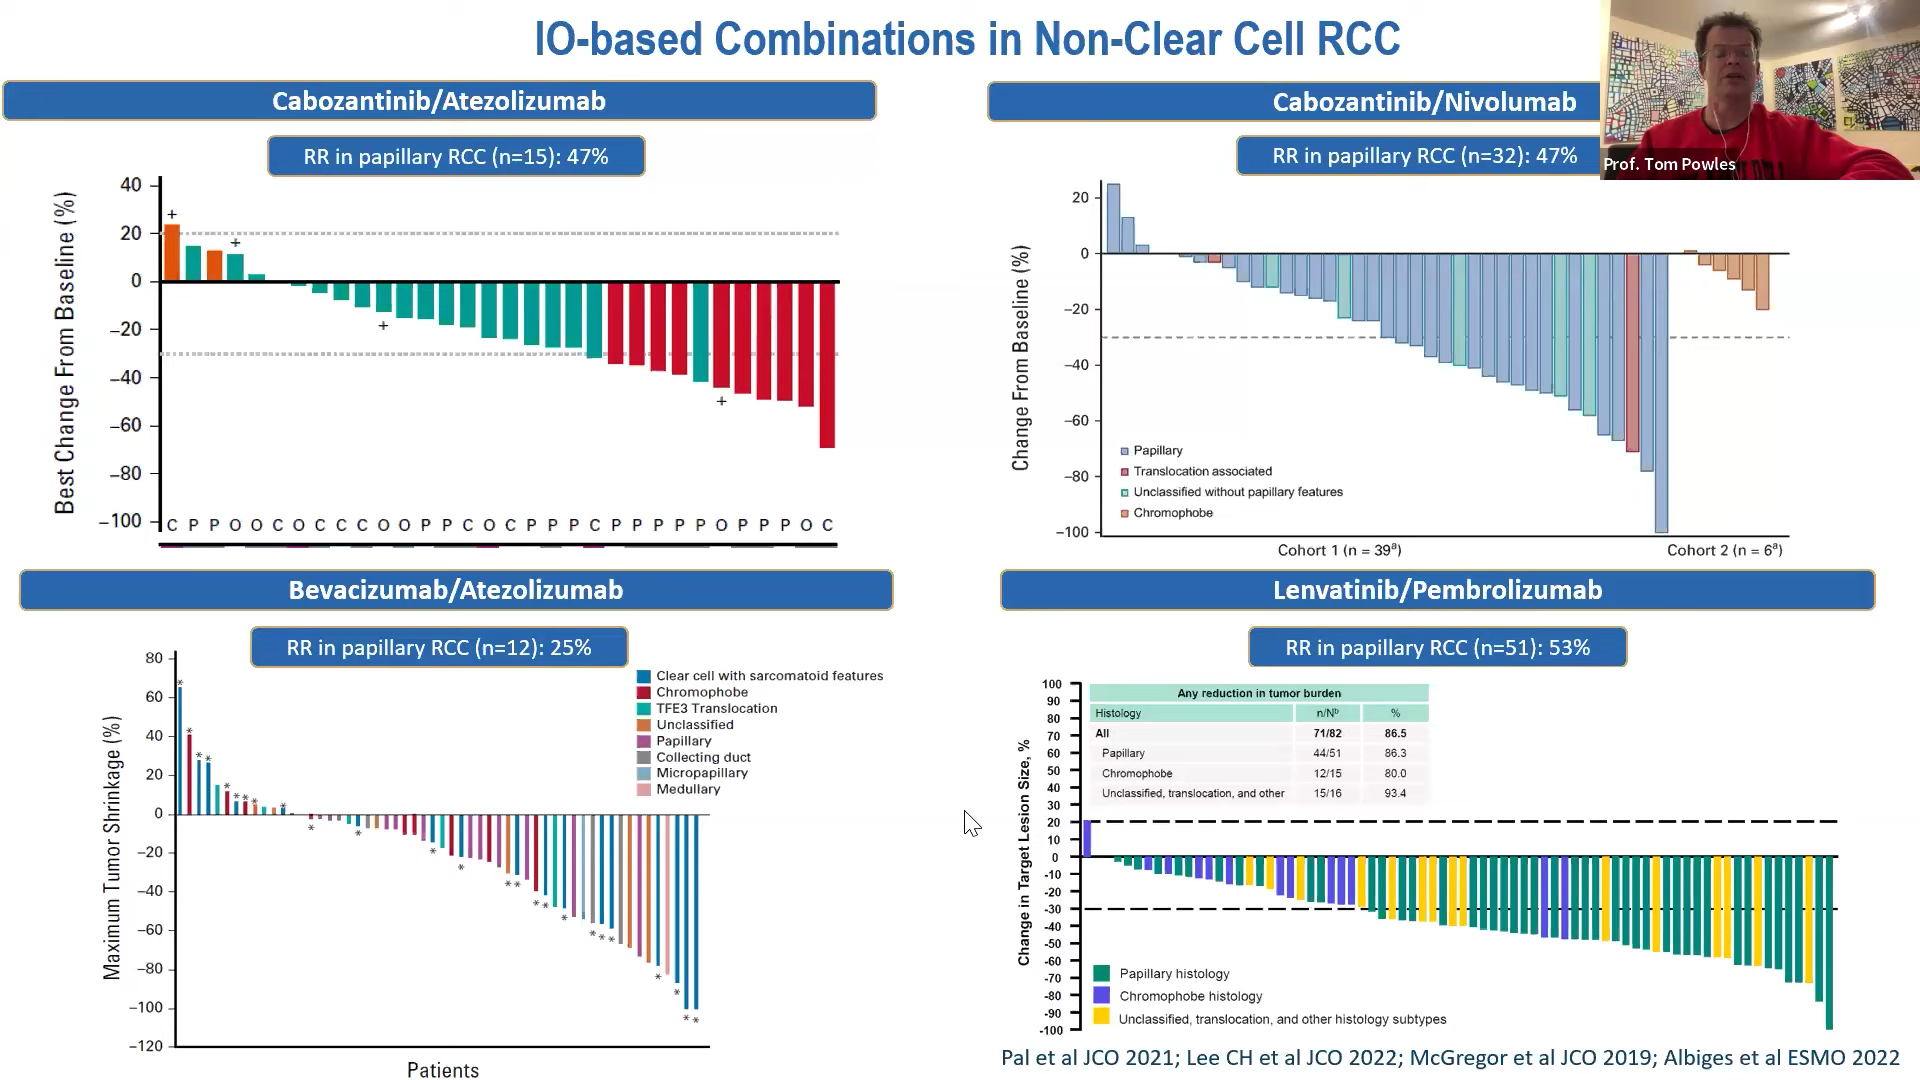 IO-based Combinations in Non-Clear Cell RCC
Prof. Tom Powles
Cabozantinib/Atezolizumab
RR in papillary RCC (n=15): 47%
Best Change From Baseline (%)
40
20
0
−20
−40
−60
−80
−100
+
+
+
+
C P P O O C O C C C O O P P C O C P P P C P P P P P O P P P O C
Cabozantinib/Nivolumab
RR in papillary RCC (n=32): 47%
Change From Baseline (%)
20
0
−20
−40
−60
−80
−100
Papillary
Translocation associated
Unclassified without papillary features
Chromophobe
Cohort 1 (n = 39ª)
Cohort 2 (n = 6ª)
Bevacizumab/Atezolizumab
RR in papillary RCC (n=12): 25%
Maximum Tumor Shrinkage (%)
80
60
40
20
0
−20
−40
−60
−80
−100
−120
Clear cell with sarcomatoid features
Chromophobe
TFE3 Translocation
Unclassified
Papillary
Collecting duct
Micropapillary
Medullary
Patients
Lenvatinib/Pembrolizumab
RR in papillary RCC (n=51): 53%
Change in Target Lesion Size, %
100
90
80
70
60
50
40
30
20
10
0
-10
-20
-30
-40
-50
-60
-70
-80
-90
-100
Any reduction in tumor burden
Histology n/Nᵇ %
All 71/82 86.5
Papillary 44/51 86.3
Chromophobe 12/15 80.0
Unclassified, translocation, and other 15/16 93.4
Papillary histology
Chromophobe histology
Unclassified, translocation, and other histology subtypes
Pal et al JCO 2021; Lee CH et al JCO 2022; McGregor et al JCO 2019; Albiges et al ESMO 2022